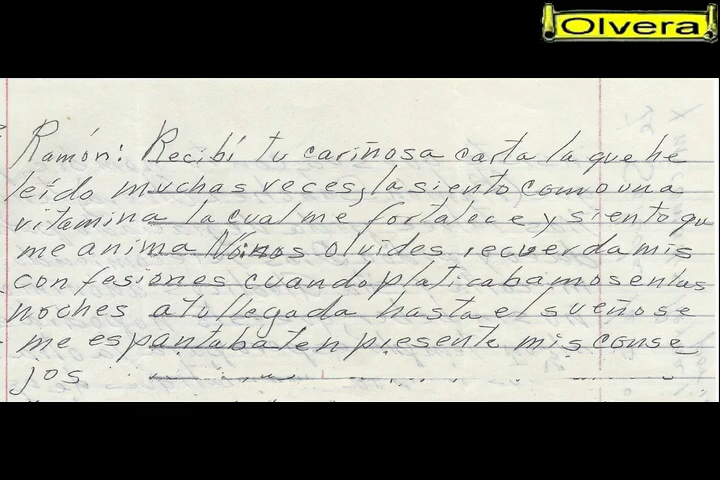 Olvera
Ramón: Recibí tu cariñosa carta la que he
leído muchas veces, la siento como una
vitamina la cual me fortalece y siento qu
me anima No nos olvides, recuerda mis
confesiones cuando platicabamos en las
noches a tu llegada hasta el sueño se
me espantaba ten presente mis conse_
jos